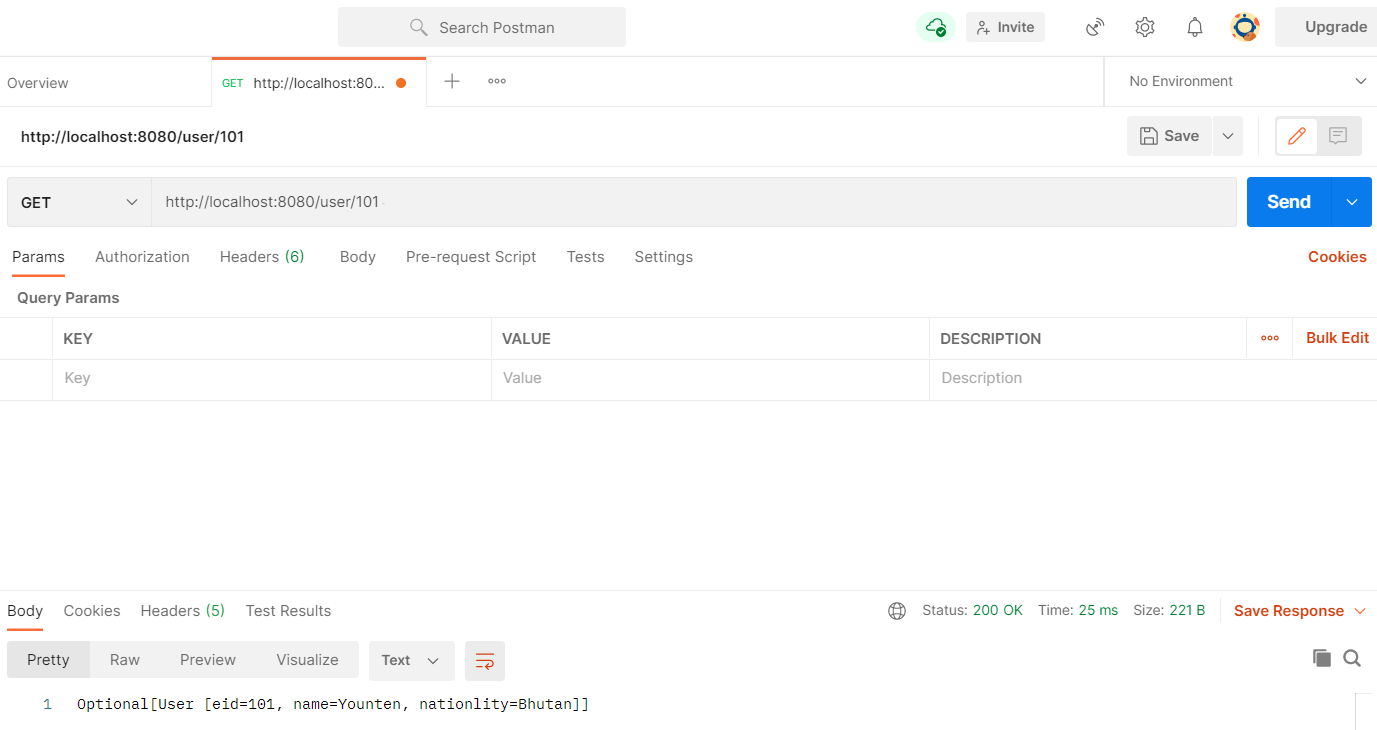 Search Postman
Invite
Upgrade
Overview
GET http://localhost:80...
No Environment
http://localhost:8080/user/101
Save
GET http://localhost:8080/user/101
Send
Params Authorization Headers (6) Body Pre-request Script Tests Settings Cookies
Query Params
KEY VALUE DESCRIPTION Bulk Edit
Key Value Description
Body Cookies Headers (5) Test Results Status: 200 OK Time: 25 ms Size: 221 B Save Response
Pretty Raw Preview Visualize Text
1 Optional[User [eid=101, name=Younten, nationlity=Bhutan]]